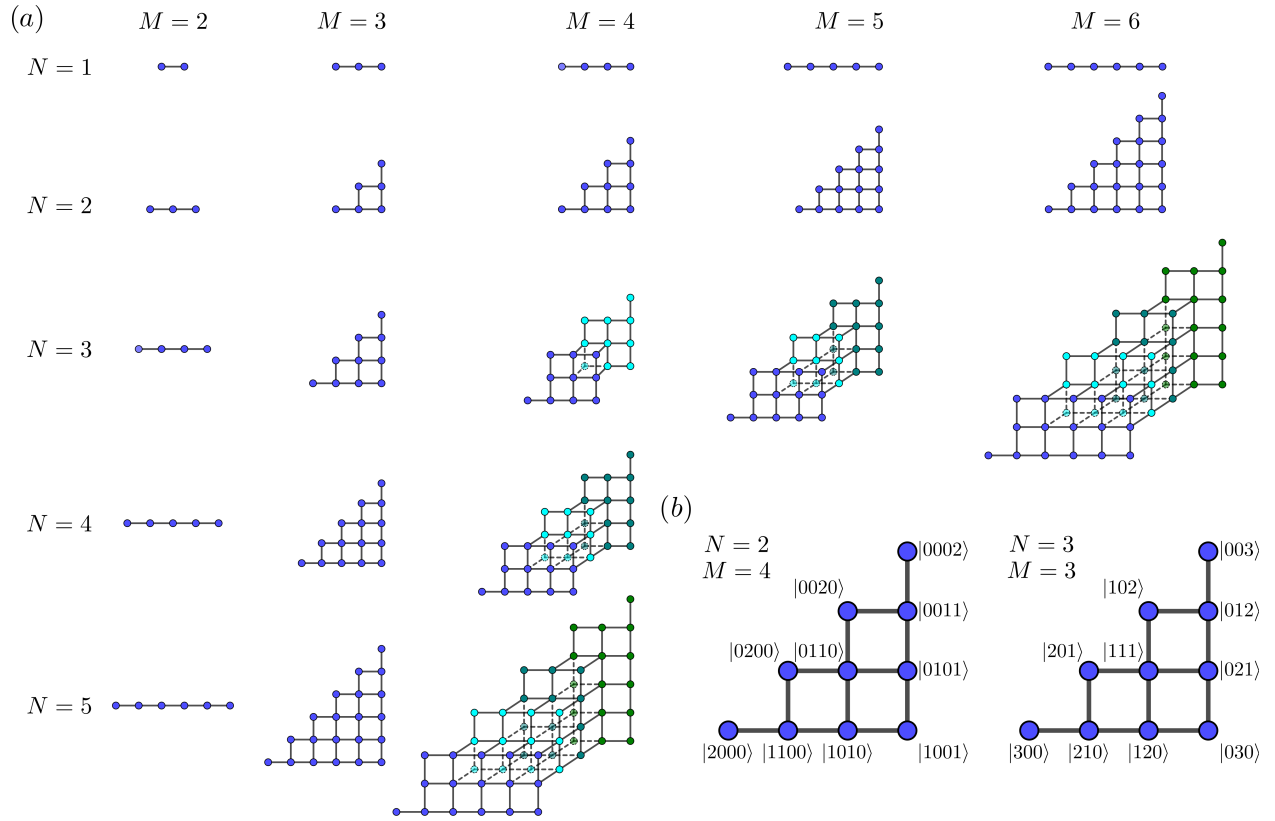 (a)
M = 2 M = 3 M = 4 M = 5 M = 6
N = 1
N = 2
N = 3
N = 4
N = 5
(b)
N = 2
M = 4
|0002⟩
|0020⟩
|0011⟩
|0200⟩ |0110⟩
|0101⟩
|2000⟩ |1100⟩ |1010⟩ |1001⟩
N = 3
M = 3
|003⟩
|102⟩
|012⟩
|201⟩ |111⟩
|021⟩
|300⟩ |210⟩ |120⟩ |030⟩